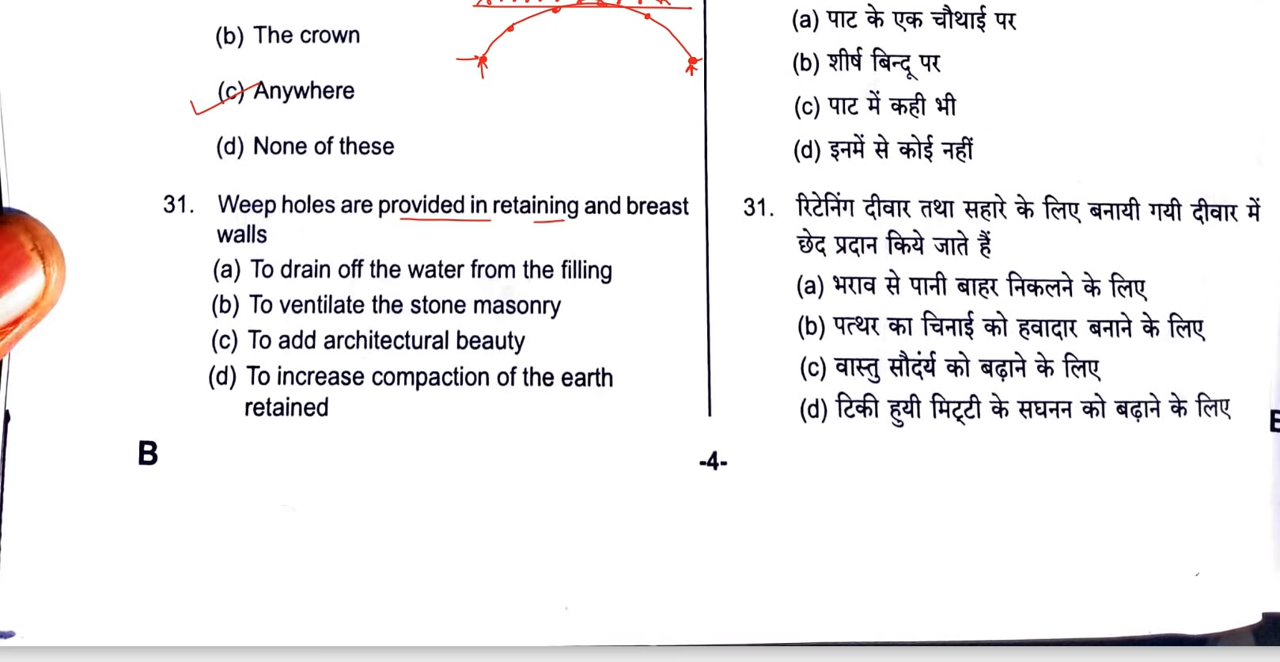 (b) The crown
(c) Anywhere
(d) None of these
31. Weep holes are provided in retaining and breast
walls
(a) To drain off the water from the filling
(b) To ventilate the stone masonry
(c) To add architectural beauty
(d) To increase compaction of the earth
retained
B
(a) पाट के एक चौथाई पर
(b) शीर्ष बिन्दू पर
(c) पाट में कही भी
(d) इनमें से कोई नहीं
31. रिटेनिंग दीवार तथा सहारे के लिए बनायी गयी दीवार में
छेद प्रदान किये जाते हैं
(a) भराव से पानी बाहर निकलने के लिए
(b) पत्थर का चिनाई को हवादार बनाने के लिए
(c) वास्तु सौदंर्य को बढ़ाने के लिए
(d) टिकी हुयी मिट्टी के सघनन को बढ़ाने के लिए
-4-